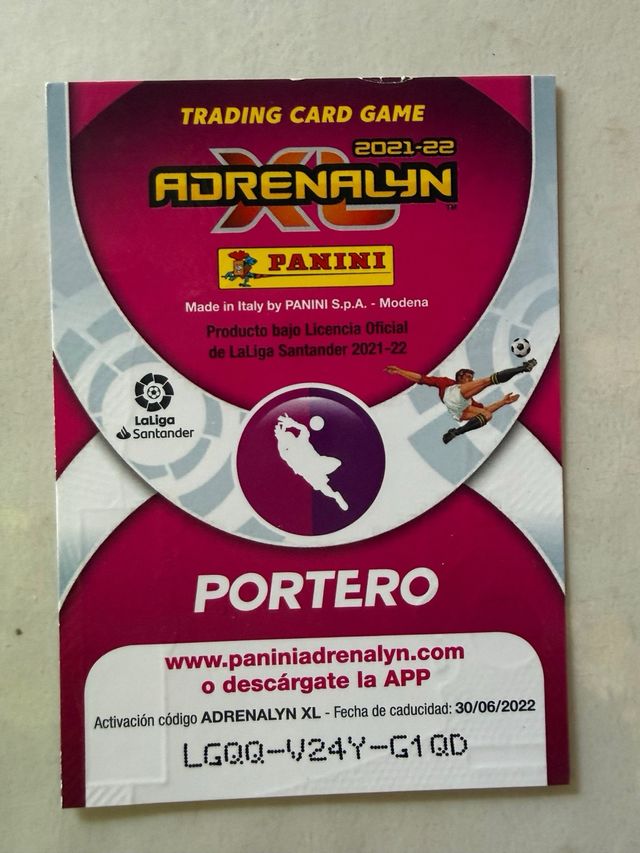 TRADING CARD GAME
2021-22
ADRENALYN
XL™
PANINI
Made in Italy by PANINI S.p.A. - Modena
Producto bajo Licencia Oficial
de LaLiga Santander 2021-22
LaLiga
Santander
PORTERO
www.paniniadrenalyn.com
o descárgate la APP
Activación código ADRENALYN XL - Fecha de caducidad: 30/06/2022
LGQQ-V24Y-G1QD